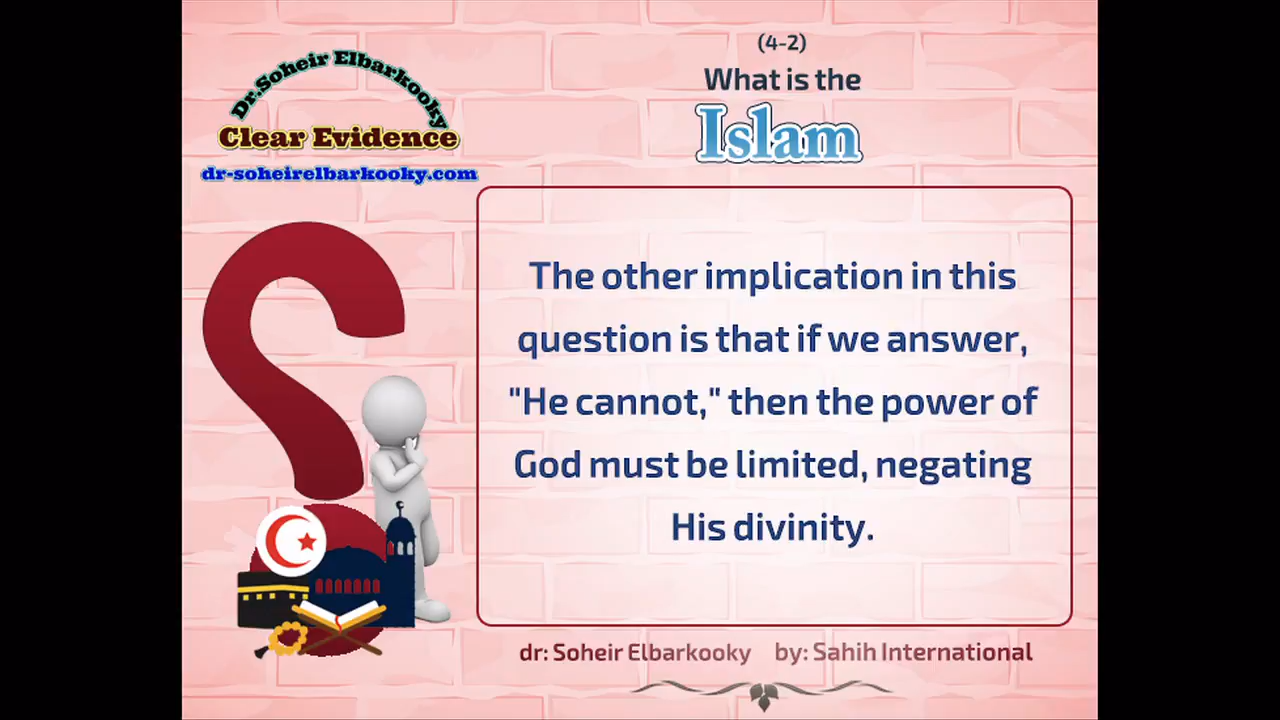 Dr.Soheir Elbarkooky
Clear Evidence
dr-soheirelbarkooky.com
(4-2)
What is the
Islam
The other implication in this
question is that if we answer,
"He cannot," then the power of
God must be limited, negating
His divinity.
dr: Soheir Elbarkooky by: Sahih International